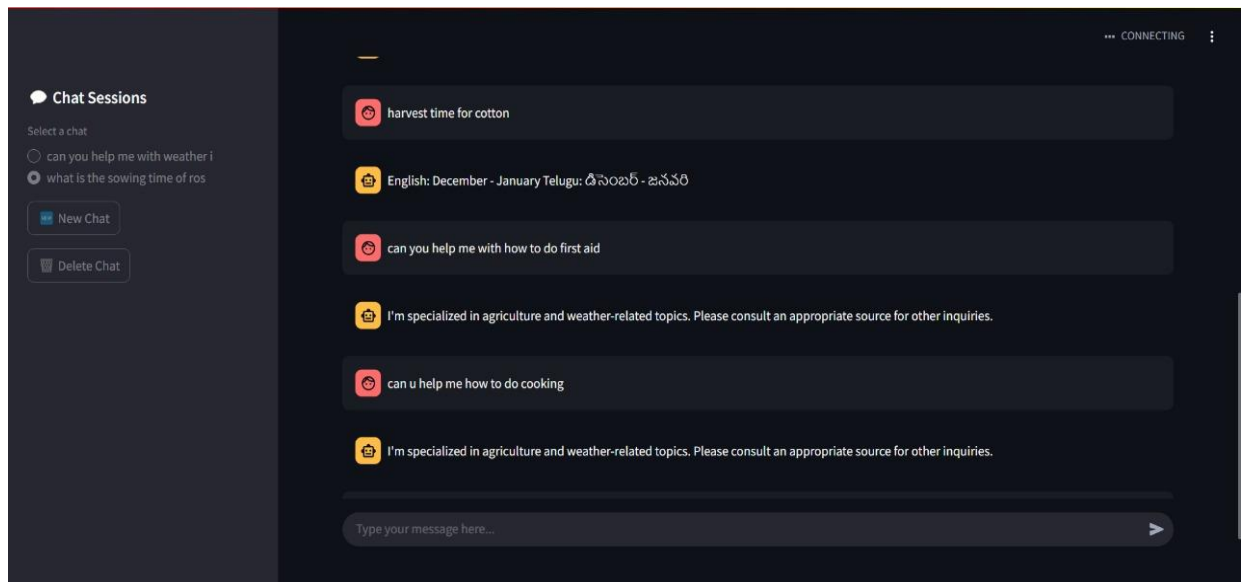 CONNECTING
Chat Sessions
Select a chat
can you help me with weather i
what is the sowing time of ros
New Chat
Delete Chat
harvest time for cotton
English: December - January Telugu: డిసెంబర్ - జనవరి
can you help me with how to do first aid
I'm specialized in agriculture and weather-related topics. Please consult an appropriate source for other inquiries.
can u help me how to do cooking
I'm specialized in agriculture and weather-related topics. Please consult an appropriate source for other inquiries.
Type your message here...